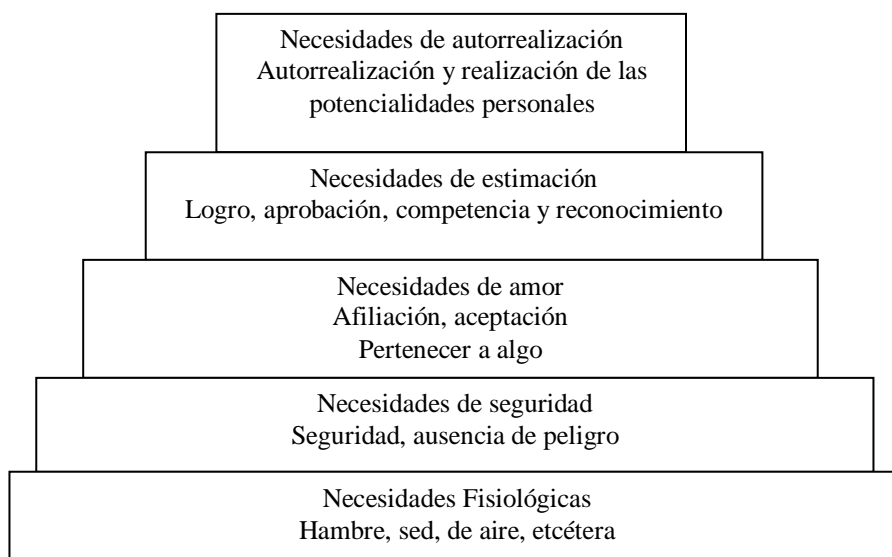 Necesidades de autorrealización
Autorrealización y realización de las
potencialidades personales
Necesidades de estimación
Logro, aprobación, competencia y reconocimiento
Necesidades de amor
Afiliación, aceptación
Pertenecer a algo
Necesidades de seguridad
Seguridad, ausencia de peligro
Necesidades Fisiológicas
Hambre, sed, de aire, etcétera